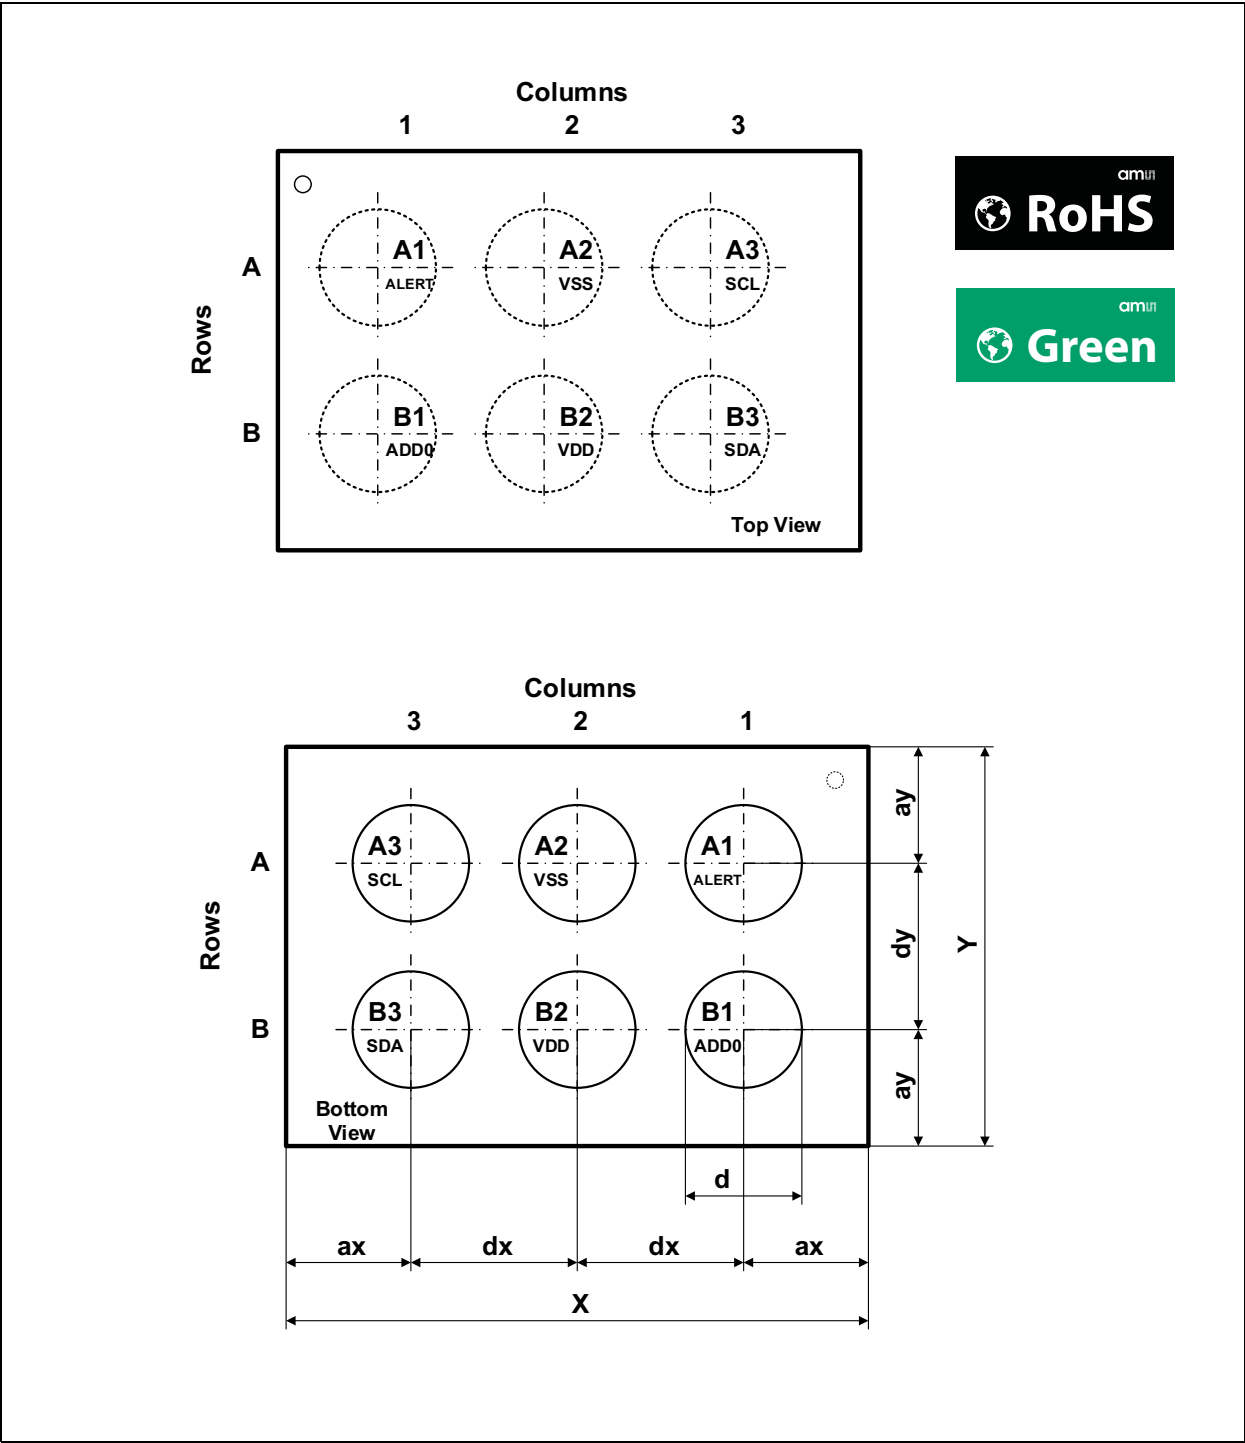 Columns
1 2 3
am
RoHS
am
Green
A
A1 A2 A3
ALERT VSS SCL
Rows
B
B1 B2 B3
ADD0 VDD SDA
Top View
Columns
3 2 1
ay
A
A3 A2 A1
SCL VSS ALERT
Rows
dy
Y
B
B3 B2 B1
SDA VDD ADD0
ay
Bottom
View
d
ax dx dx ax
X